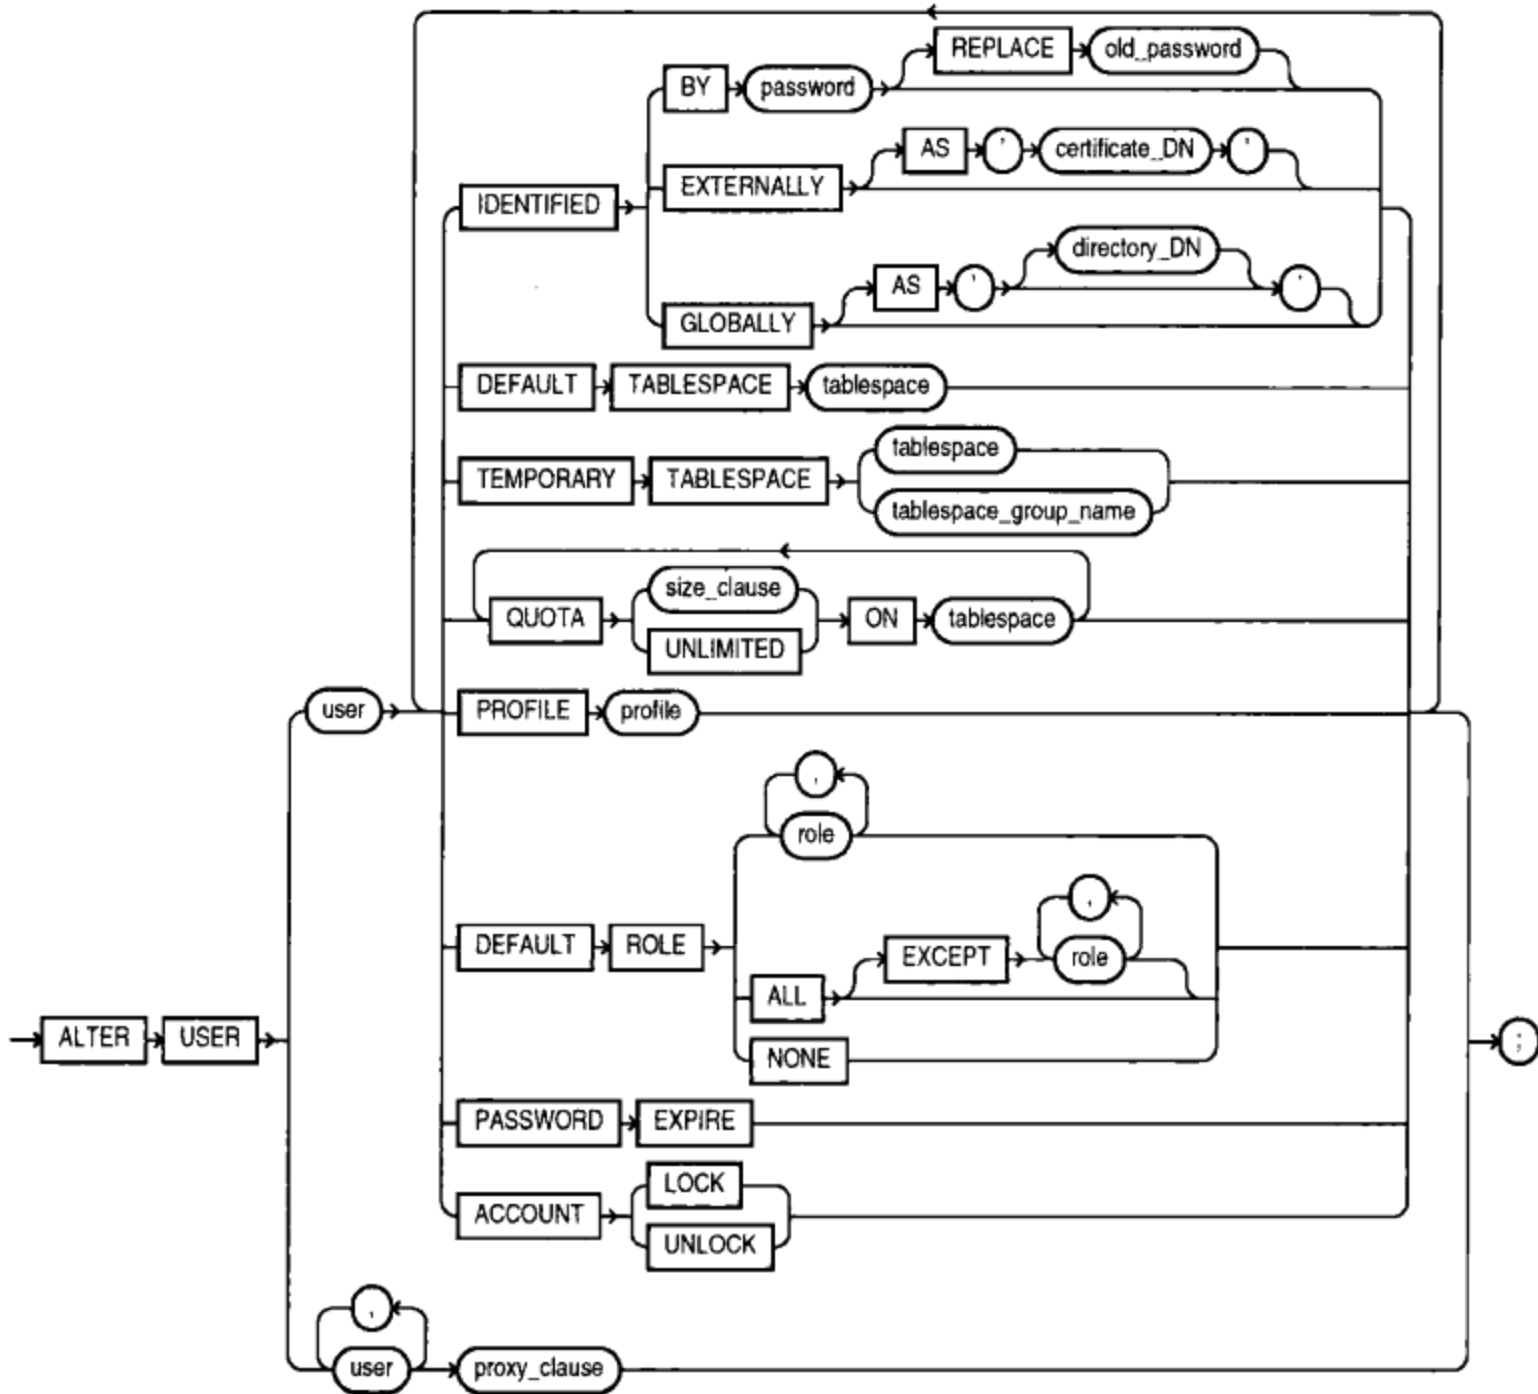 REPLACE old_password
BY password
AS ' certificate_DN '
EXTERNALLY
IDENTIFIED
directory_DN
AS ' '
GLOBALLY
DEFAULT TABLESPACE tablespace
tablespace
TEMPORARY TABLESPACE
tablespace_group_name
size_clause
QUOTA ON tablespace
UNLIMITED
user PROFILE profile
,
role
,
DEFAULT ROLE EXCEPT role
ALL
ALTER USER ;
NONE
PASSWORD EXPIRE
LOCK
ACCOUNT
UNLOCK
,
user proxy_clause